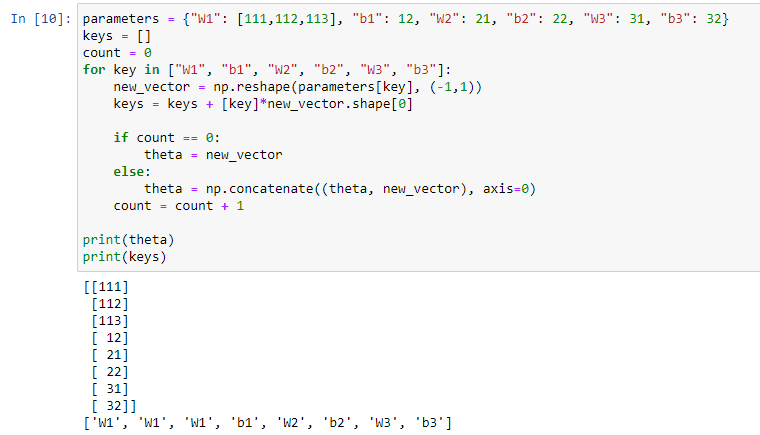 In [10]: parameters = {"W1": [111,112,113], "b1": 12, "W2": 21, "b2": 22, "W3": 31, "b3": 32}
keys = []
count = 0
for key in ["W1", "b1", "W2", "b2", "W3", "b3"]:
    new_vector = np.reshape(parameters[key], (-1,1))
    keys = keys + [key]*new_vector.shape[0]

    if count == 0:
        theta = new_vector
    else:
        theta = np.concatenate((theta, new_vector), axis=0)
    count = count + 1

print(theta)
print(keys)
[[111]
 [112]
 [113]
 [ 12]
 [ 21]
 [ 22]
 [ 31]
 [ 32]]
['W1', 'W1', 'W1', 'b1', 'W2', 'b2', 'W3', 'b3']